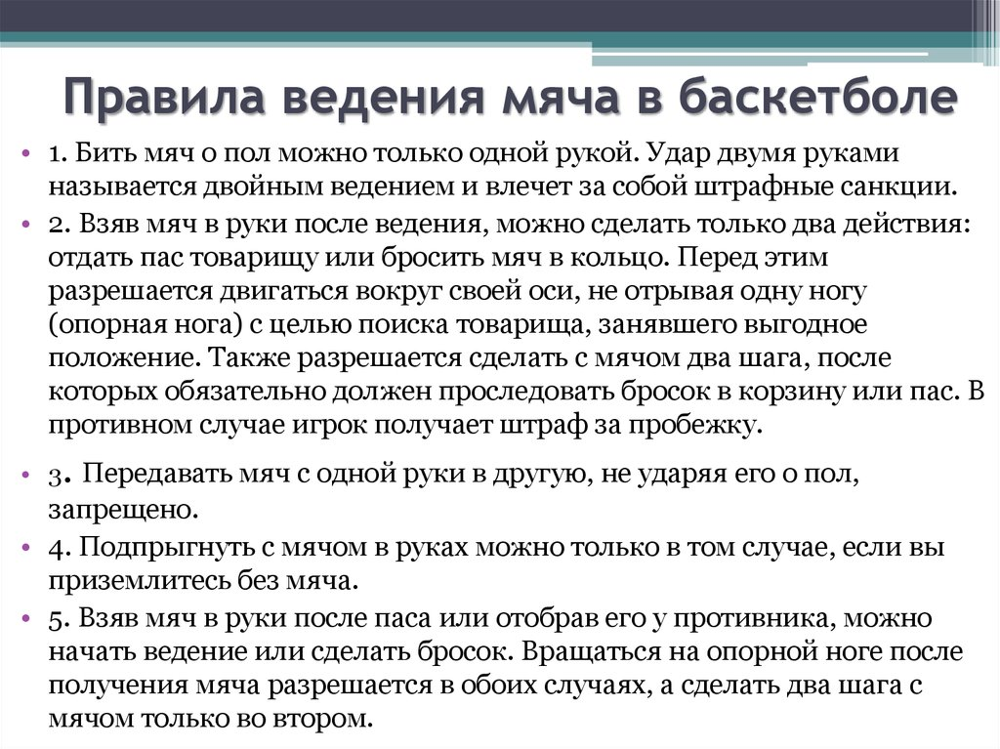 Правила ведения мяча в баскетболе
• 1. Бить мяч о пол можно только одной рукой. Удар двумя руками
называется двойным ведением и влечет за собой штрафные санкции.
• 2. Взяв мяч в руки после ведения, можно сделать только два действия:
отдать пас товарищу или бросить мяч в кольцо. Перед этим
разрешается двигаться вокруг своей оси, не отрывая одну ногу
(опорная нога) с целью поиска товарища, занявшего выгодное
положение. Также разрешается сделать с мячом два шага, после
которых обязательно должен проследовать бросок в корзину или пас. В
противном случае игрок получает штраф за пробежку.
• 3. Передавать мяч с одной руки в другую, не ударяя его о пол,
запрещено.
• 4. Подпрыгнуть с мячом в руках можно только в том случае, если вы
приземлитесь без мяча.
• 5. Взяв мяч в руки после паса или отобрав его у противника, можно
начать ведение или сделать бросок. Вращаться на опорной ноге после
получения мяча разрешается в обоих случаях, а сделать два шага с
мячом только во втором.